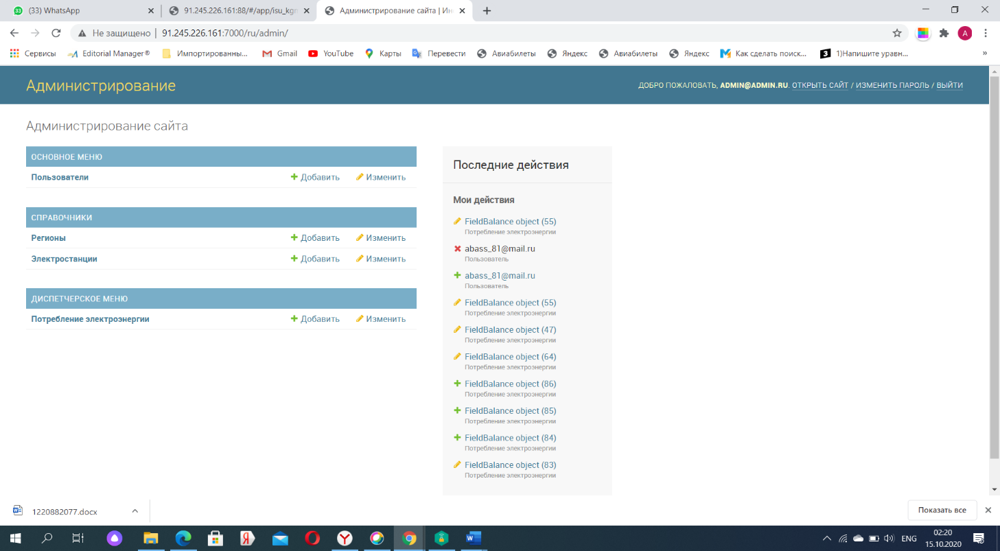 (33) WhatsApp
91.245.226.161:88/#/app/isu_kgm
Администрирование сайта | Ин
Не защищено | 91.245.226.161:7000/ru/admin/
Сервисы Editorial Manager® Импортированны... Gmail YouTube Карты Перевести Авиабилеты Яндекс Авиабилеты Яндекс Как сделать поиск... 1)Напишите уравн... »
Администрирование
ДОБРО ПОЖАЛОВАТЬ, ADMIN@ADMIN.RU. ОТКРЫТЬ САЙТ / ИЗМЕНИТЬ ПАРОЛЬ / ВЫЙТИ
Администрирование сайта
ОСНОВНОЕ МЕНЮ
Пользователи Добавить Изменить
СПРАВОЧНИКИ
Регионы Добавить Изменить
Электростанции Добавить Изменить
ДИСПЕТЧЕРСКОЕ МЕНЮ
Потребление электроэнергии Добавить Изменить
Последние действия
Мои действия
FieldBalance object (55)
Потребление электроэнергии
abass_81@mail.ru
Пользователь
abass_81@mail.ru
Пользователь
FieldBalance object (55)
Потребление электроэнергии
FieldBalance object (47)
Потребление электроэнергии
FieldBalance object (64)
Потребление электроэнергии
FieldBalance object (86)
Потребление электроэнергии
FieldBalance object (85)
Потребление электроэнергии
FieldBalance object (84)
Потребление электроэнергии
FieldBalance object (83)
Потребление электроэнергии
1220882077.docx
Показать все
ENG
02:20
15.10.2020